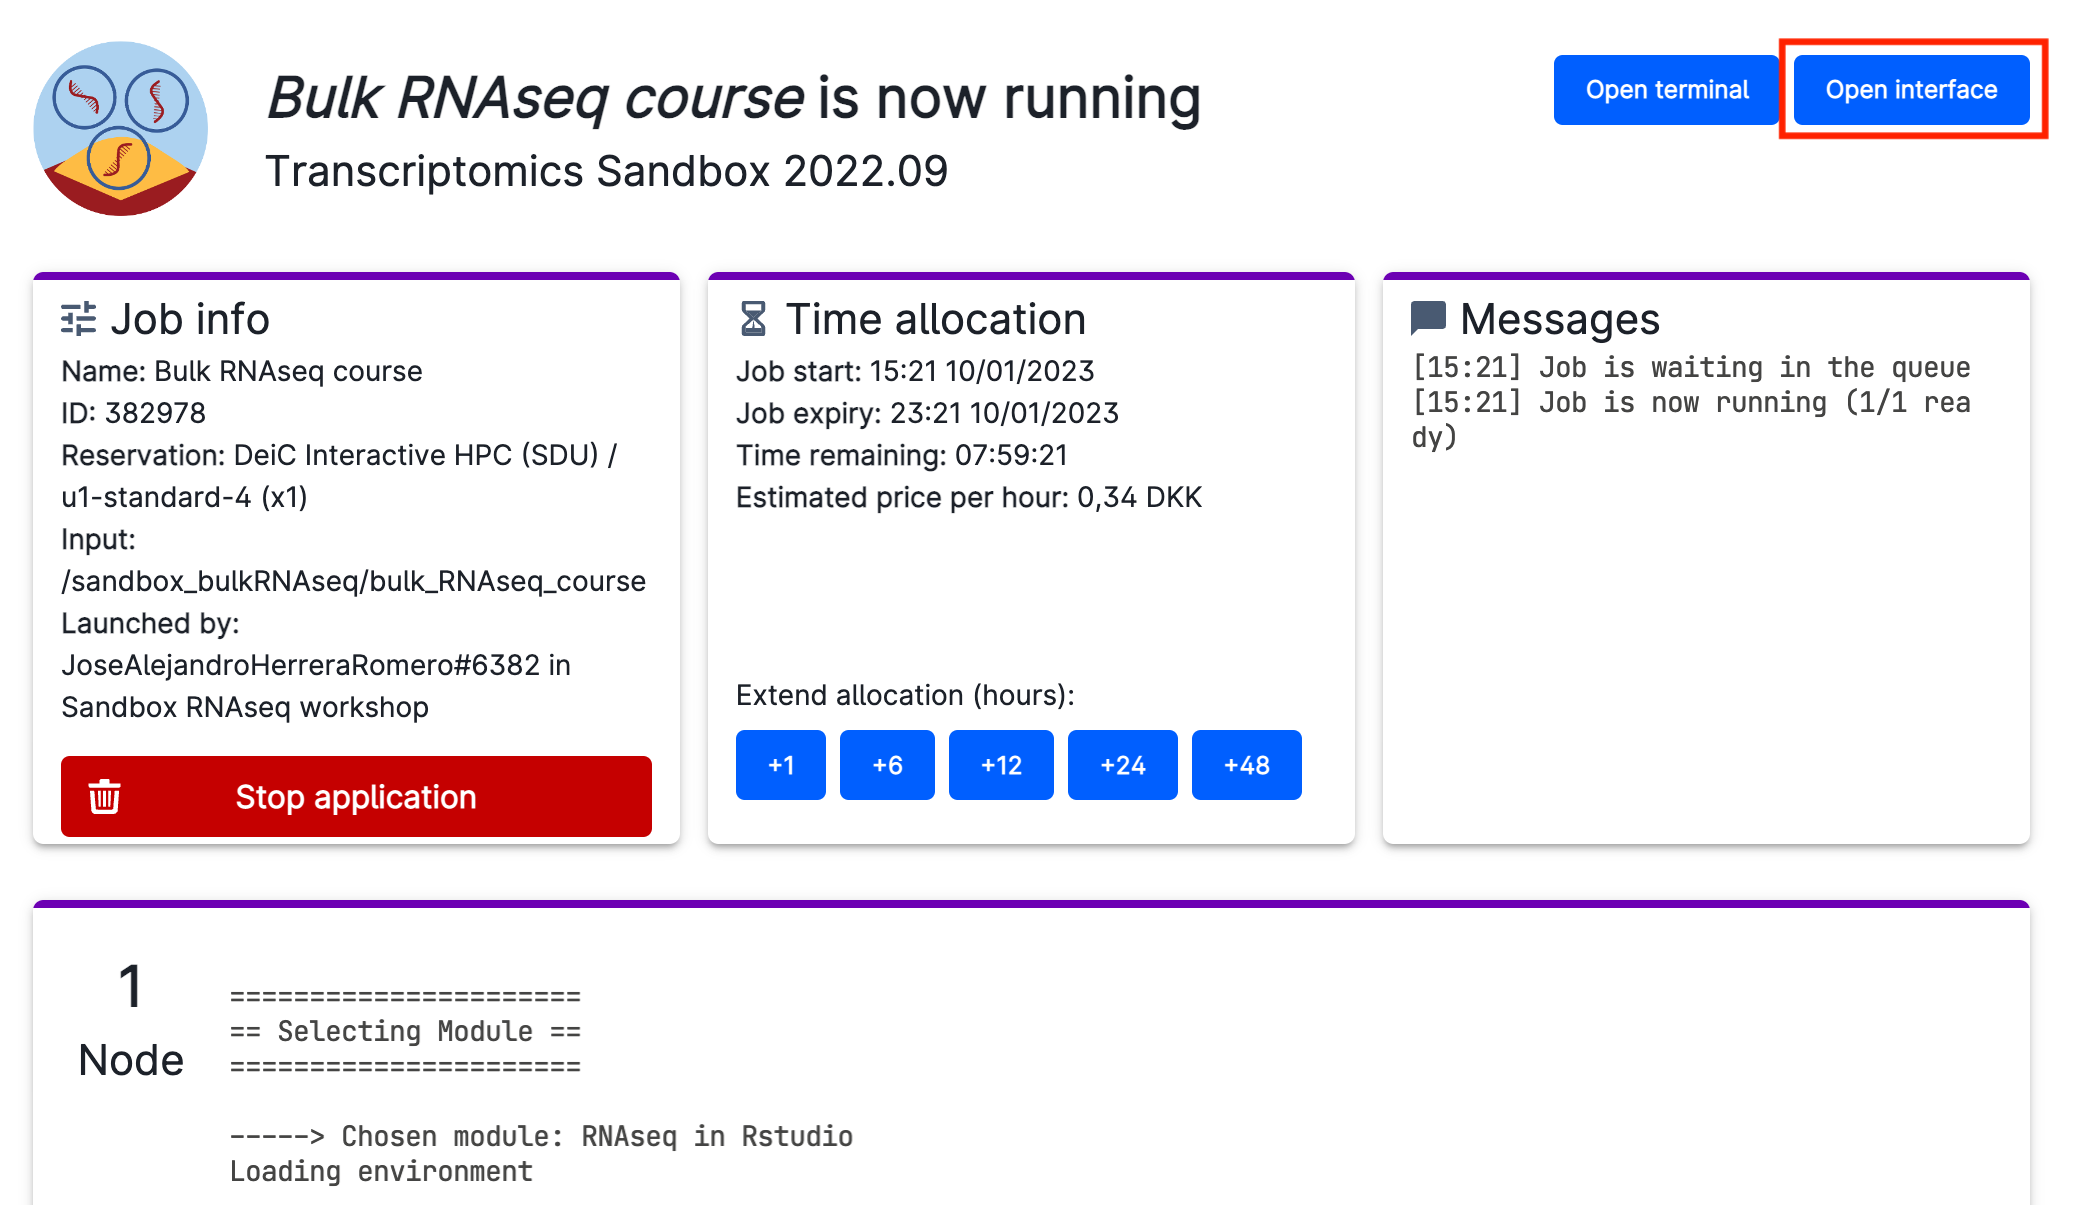 Bulk RNAseq course is now running
Transcriptomics Sandbox 2022.09
Open terminal
Open interface
Job info
Name: Bulk RNAseq course
ID: 382978
Reservation: DeiC Interactive HPC (SDU) /
u1-standard-4 (x1)
Input:
/sandbox_bulkRNAseq/bulk_RNAseq_course
Launched by:
JoseAlejandroHerreraRomero#6382 in
Sandbox RNAseq workshop
Stop application
Time allocation
Job start: 15:21 10/01/2023
Job expiry: 23:21 10/01/2023
Time remaining: 07:59:21
Estimated price per hour: 0,34 DKK
Extend allocation (hours):
+1
+6
+12
+24
+48
Messages
[15:21] Job is waiting in the queue
[15:21] Job is now running (1/1 rea
dy)
1
Node
======================
== Selecting Module ==
======================
-----> Chosen module: RNAseq in Rstudio
Loading environment